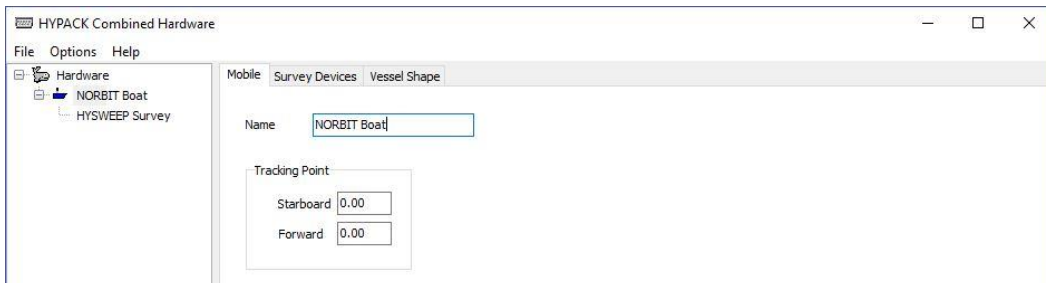 HYPACK Combined Hardware
File Options Help
Hardware
NORBIT Boat
HYSWEEP Survey
Mobile Survey Devices Vessel Shape
Name NORBIT Boat
Tracking Point
Starboard 0.00
Forward 0.00